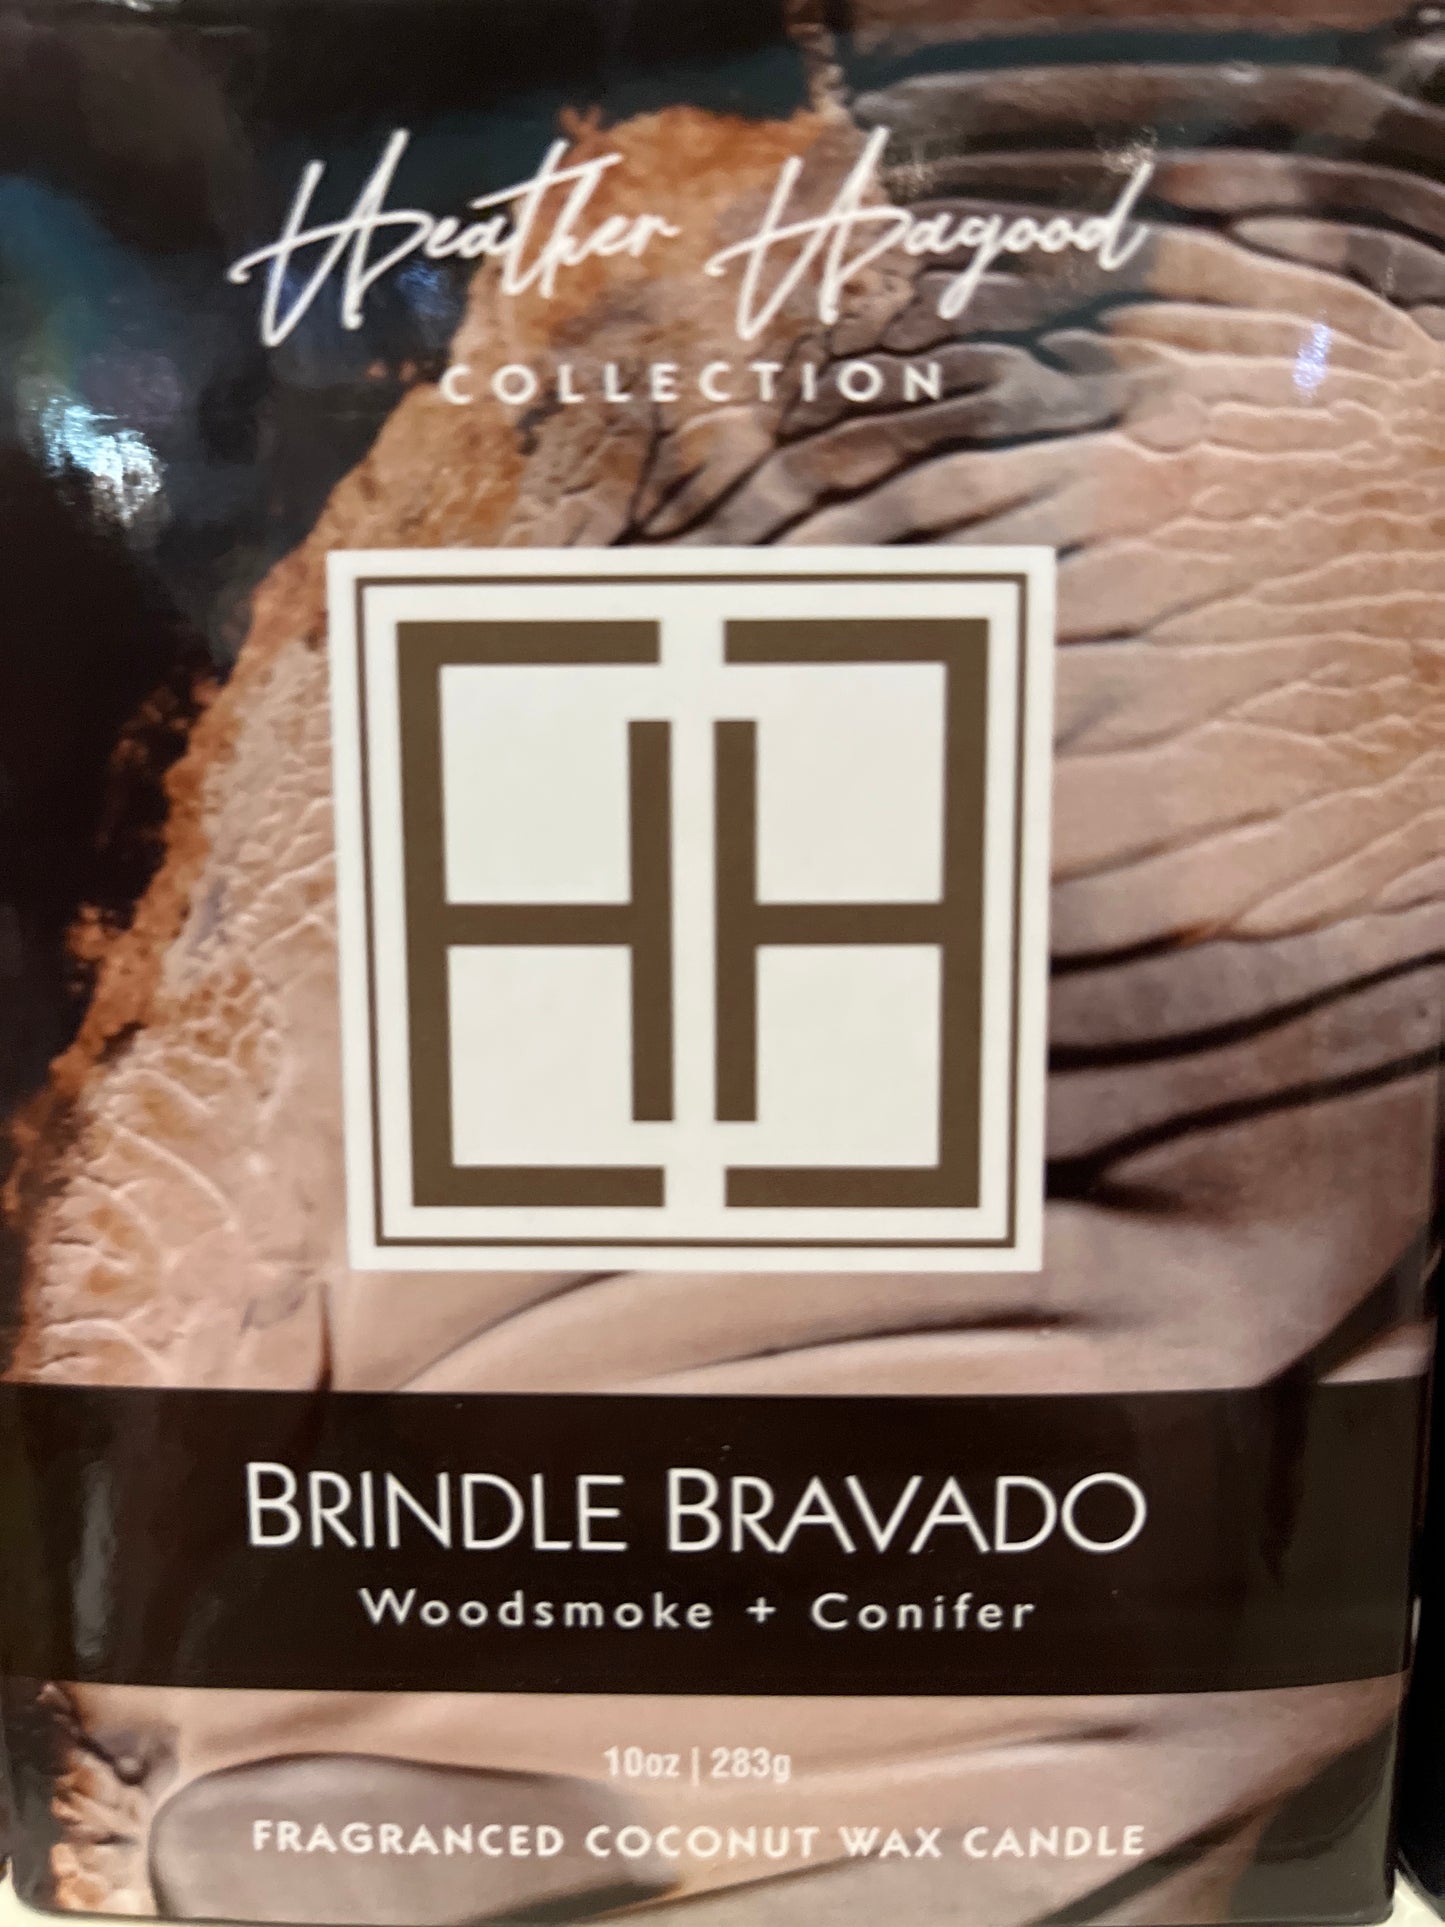 Heather Hagood
COLLECTION
BRINDLE BRAVADO
Woodsmoke + Conifer
10oz | 283g
FRAGRANCED COCONUT WAX CANDLE